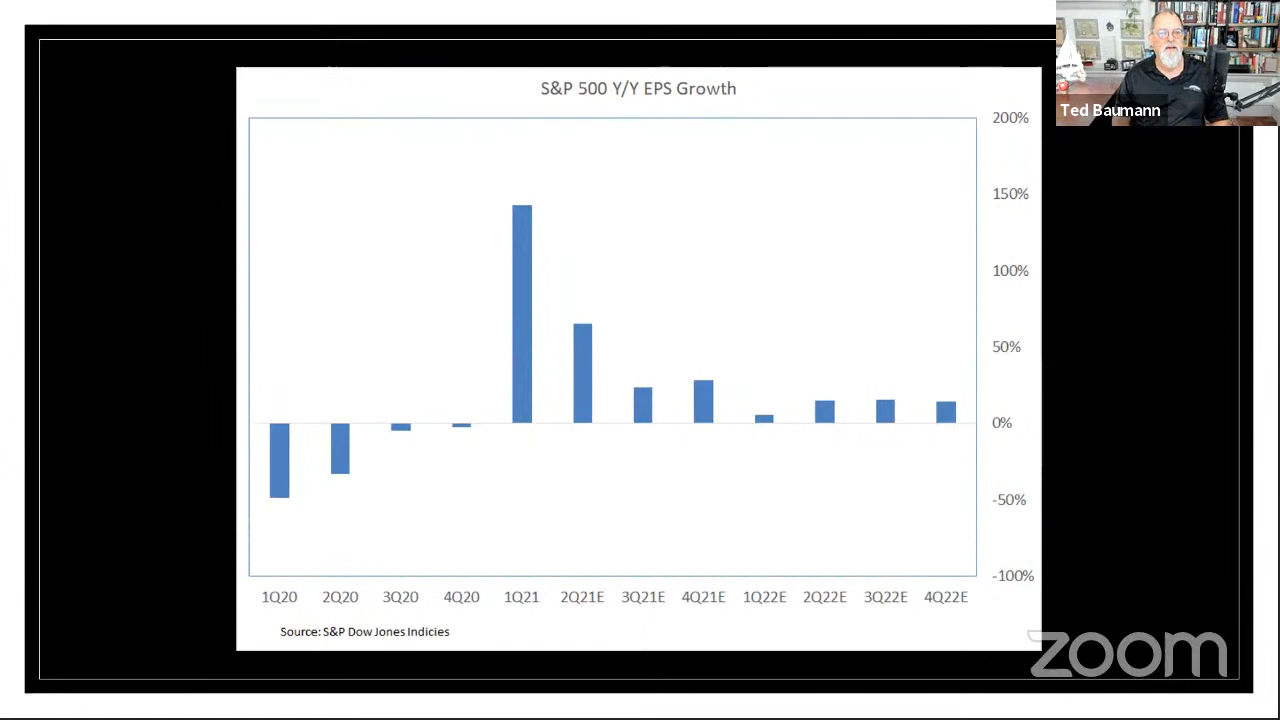 S&P 500 Y/Y EPS Growth
Ted Baumann
200%
150%
100%
50%
0%
-50%
-100%
1Q20 2Q20 3Q20 4Q20 1Q21 2Q21E 3Q21E 4Q21E 1Q22E 2Q22E 3Q22E 4Q22E
Source: S&P Dow Jones Indicies
zoom